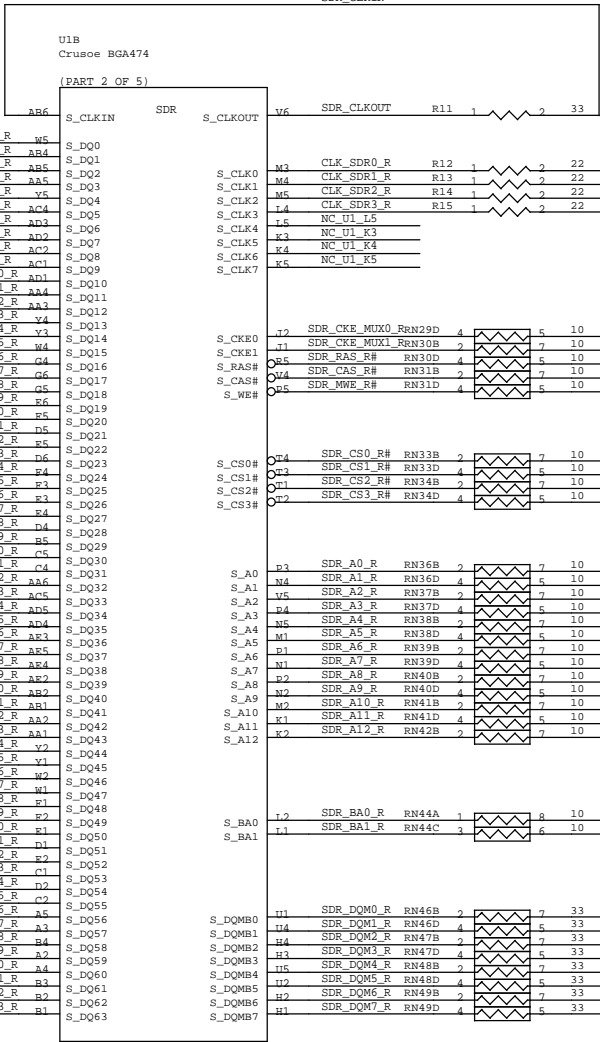 U1B
Crusoe BGA474
(PART 2 OF 5)
SDR
AB6 S_CLKIN
W5 S_DQ0
AB4 S_DQ1
AB5 S_DQ2
AA5 S_DQ3
Y5 S_DQ4
AC4 S_DQ5
AD3 S_DQ6
AD2 S_DQ7
AC2 S_DQ8
AC1 S_DQ9
AD1 S_DQ10
AA4 S_DQ11
AA3 S_DQ12
Y4 S_DQ13
Y3 S_DQ14
W4 S_DQ15
G4 S_DQ16
G6 S_DQ17
G5 S_DQ18
E6 S_DQ19
F5 S_DQ20
D5 S_DQ21
E5 S_DQ22
D6 S_DQ23
F4 S_DQ24
F3 S_DQ25
E3 S_DQ26
E4 S_DQ27
D4 S_DQ28
B5 S_DQ29
C5 S_DQ30
C4 S_DQ31
AA6 S_DQ32
AC5 S_DQ33
AD5 S_DQ34
AD4 S_DQ35
AE3 S_DQ36
AE5 S_DQ37
AE4 S_DQ38
AE2 S_DQ39
AB2 S_DQ40
AB1 S_DQ41
AA2 S_DQ42
AA1 S_DQ43
Y2 S_DQ44
Y1 S_DQ45
W2 S_DQ46
W1 S_DQ47
F1 S_DQ48
F2 S_DQ49
E1 S_DQ50
D1 S_DQ51
E2 S_DQ52
C1 S_DQ53
D2 S_DQ54
C2 S_DQ55
A5 S_DQ56
A3 S_DQ57
B4 S_DQ58
A2 S_DQ59
A4 S_DQ60
B3 S_DQ61
B2 S_DQ62
B1 S_DQ63
S_CLKOUT V6 SDR_CLKOUT R11 1 2 33
S_CLK0 M3 CLK_SDR0_R R12 1 2 22
S_CLK1 M4 CLK_SDR1_R R13 1 2 22
S_CLK2 M5 CLK_SDR2_R R14 1 2 22
S_CLK3 L4 CLK_SDR3_R R15 1 2 22
S_CLK4 L5 NC_U1_L5
S_CLK5 K3 NC_U1_K3
S_CLK6 K4 NC_U1_K4
S_CLK7 K5 NC_U1_K5
S_CKE0 J2 SDR_CKE_MUX0_R RN29D 4 5 10
S_CKE1 J1 SDR_CKE_MUX1_R RN30B 2 7 10
S_RAS# R5 SDR_RAS_R# RN30D 4 5 10
S_CAS# V4 SDR_CAS_R# RN31B 2 7 10
S_WE# P5 SDR_MWE_R# RN31D 4 5 10
S_CS0# T4 SDR_CS0_R# RN33B 2 7 10
S_CS1# T3 SDR_CS1_R# RN33D 4 5 10
S_CS2# T1 SDR_CS2_R# RN34B 2 7 10
S_CS3# T2 SDR_CS3_R# RN34D 4 5 10
S_A0 P3 SDR_A0_R RN36B 2 7 10
S_A1 N4 SDR_A1_R RN36D 4 5 10
S_A2 V5 SDR_A2_R RN37B 2 7 10
S_A3 P4 SDR_A3_R RN37D 4 5 10
S_A4 N5 SDR_A4_R RN38B 2 7 10
S_A5 M1 SDR_A5_R RN38D 4 5 10
S_A6 P1 SDR_A6_R RN39B 2 7 10
S_A7 N1 SDR_A7_R RN39D 4 5 10
S_A8 P2 SDR_A8_R RN40B 2 7 10
S_A9 N2 SDR_A9_R RN40D 4 5 10
S_A10 M2 SDR_A10_R RN41B 2 7 10
S_A11 K1 SDR_A11_R RN41D 4 5 10
S_A12 K2 SDR_A12_R RN42B 2 7 10
S_BA0 L2 SDR_BA0_R RN44A 1 8 10
S_BA1 L1 SDR_BA1_R RN44C 3 6 10
S_DQMB0 U1 SDR_DQM0_R RN46B 2 7 33
S_DQMB1 U4 SDR_DQM1_R RN46D 4 5 33
S_DQMB2 H4 SDR_DQM2_R RN47B 2 7 33
S_DQMB3 H3 SDR_DQM3_R RN47D 4 5 33
S_DQMB4 U5 SDR_DQM4_R RN48B 2 7 33
S_DQMB5 U2 SDR_DQM5_R RN48D 4 5 33
S_DQMB6 H2 SDR_DQM6_R RN49B 2 7 33
S_DQMB7 H1 SDR_DQM7_R RN49D 4 5 33